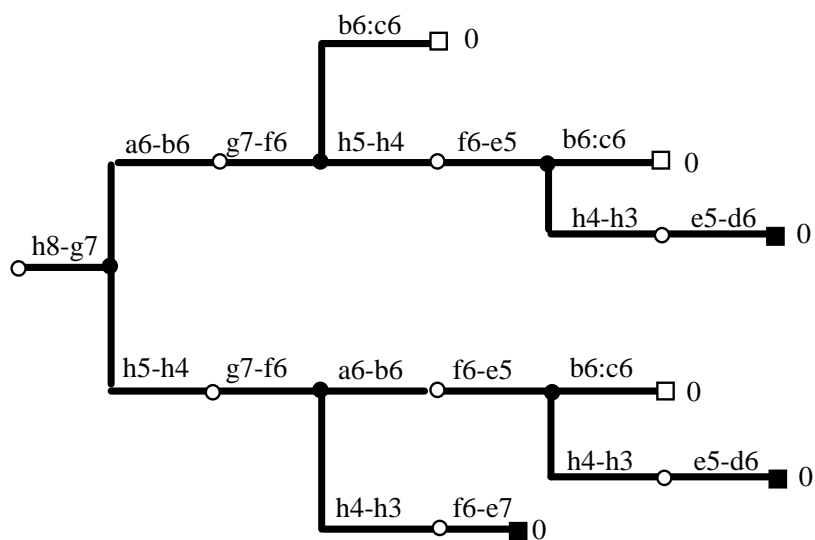 b6:c6 0
a6-b6 g7-f6 h5-h4 f6-e5 b6:c6 0
h4-h3 e5-d6 0
h8-g7
h5-h4 g7-f6 a6-b6 f6-e5 b6:c6 0
h4-h3 e5-d6 0
h4-h3 f6-e7 0